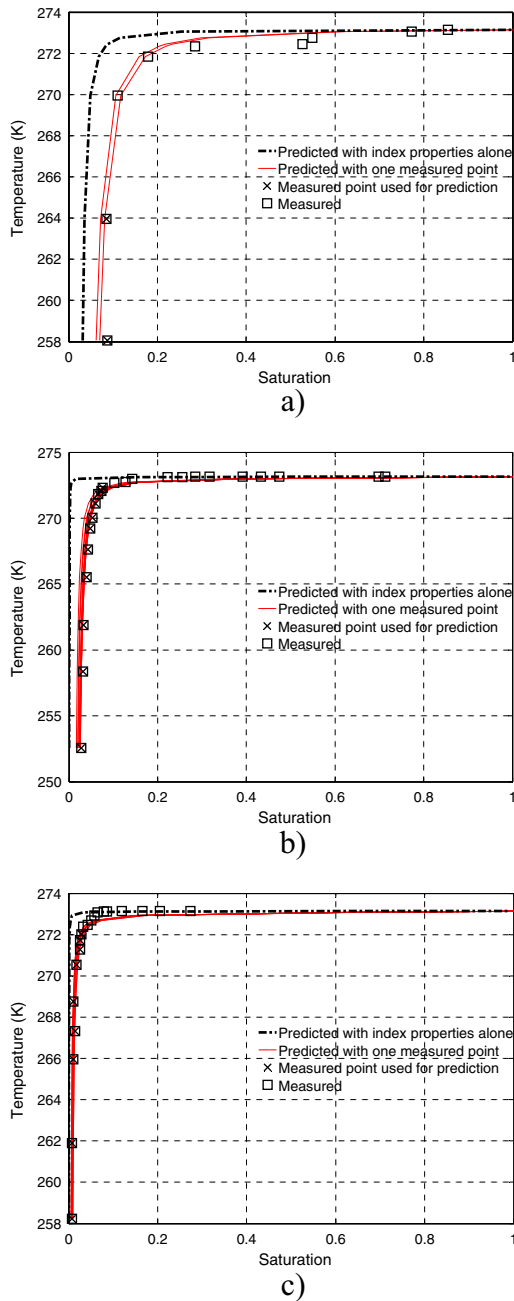 274
272
270
268
266
264
262
260
258
Temperature (K)
Predicted with index properties alone
Predicted with one measured point
Measured point used for prediction
Measured
0 0.2 0.4 0.6 0.8 1
Saturation
a)
275
270
265
260
255
250
Temperature (K)
Predicted with index properties alone
Predicted with one measured point
Measured point used for prediction
Measured
0 0.2 0.4 0.6 0.8 1
Saturation
b)
274
272
270
268
266
264
262
260
258
Temperature (K)
Predicted with index properties alone
Predicted with one measured point
Measured point used for prediction
Measured
0 0.2 0.4 0.6 0.8 1
Saturation
c)